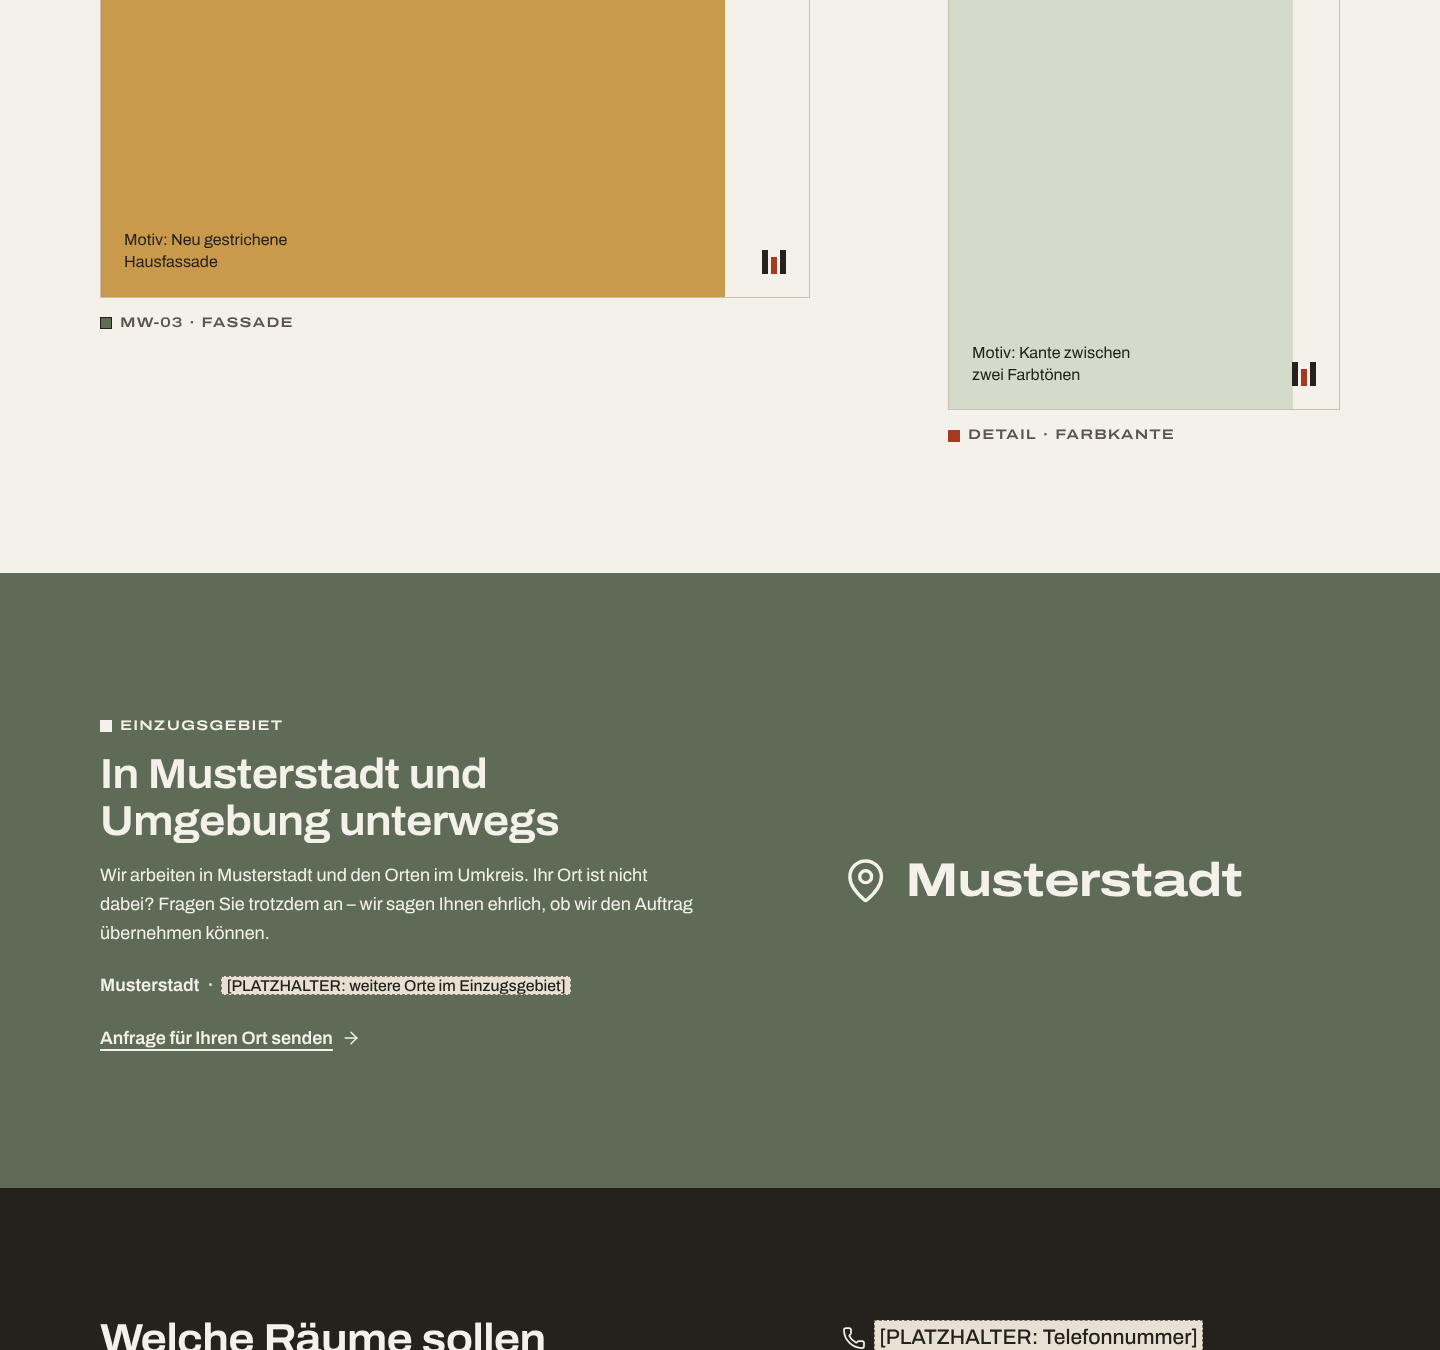 Motiv: Neu gestrichene
Hausfassade
MW-03 · FASSADE
Motiv: Kante zwischen
zwei Farbtönen
DETAIL · FARBKANTE
EINZUGSGEBIET
In Musterstadt und
Umgebung unterwegs
Wir arbeiten in Musterstadt und den Orten im Umkreis. Ihr Ort ist nicht
dabei? Fragen Sie trotzdem an – wir sagen Ihnen ehrlich, ob wir den Auftrag
übernehmen können.
Musterstadt · [PLATZHALTER: weitere Orte im Einzugsgebiet]
Anfrage für Ihren Ort senden
Musterstadt
Welche Räume sollen
[PLATZHALTER: Telefonnummer]